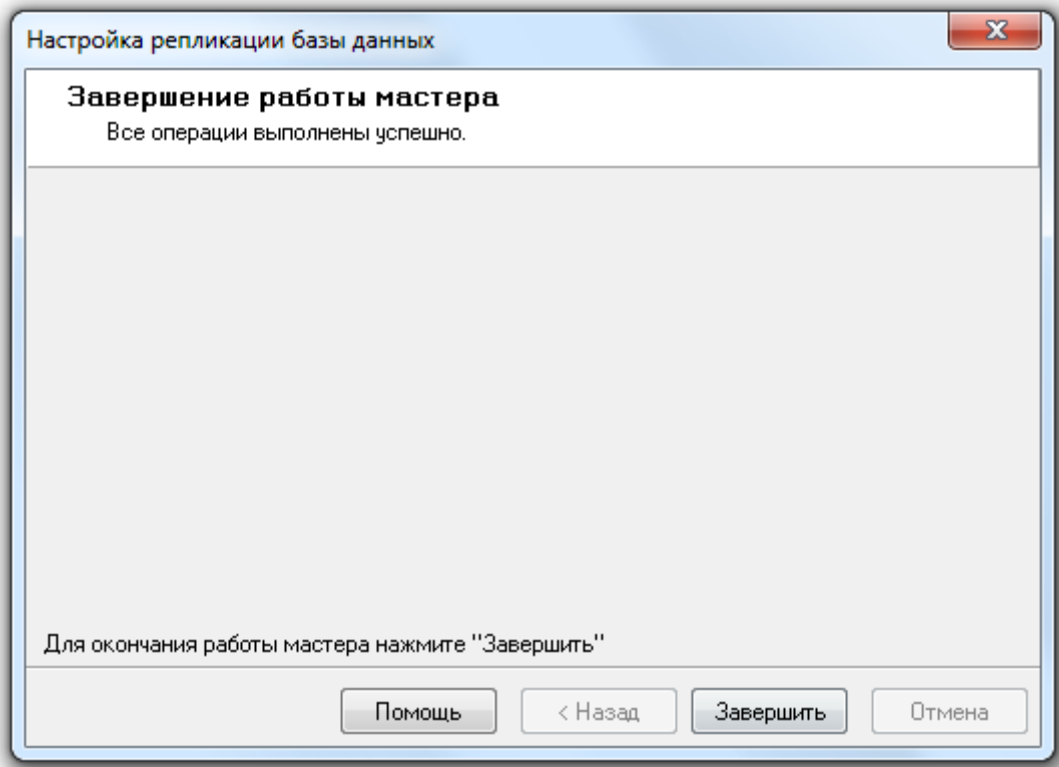 Настройка репликации базы данных
Завершение работы мастера
Все операции выполнены успешно.
Для окончания работы мастера нажмите "Завершить"
Помощь
< Назад
Завершить
Отмена